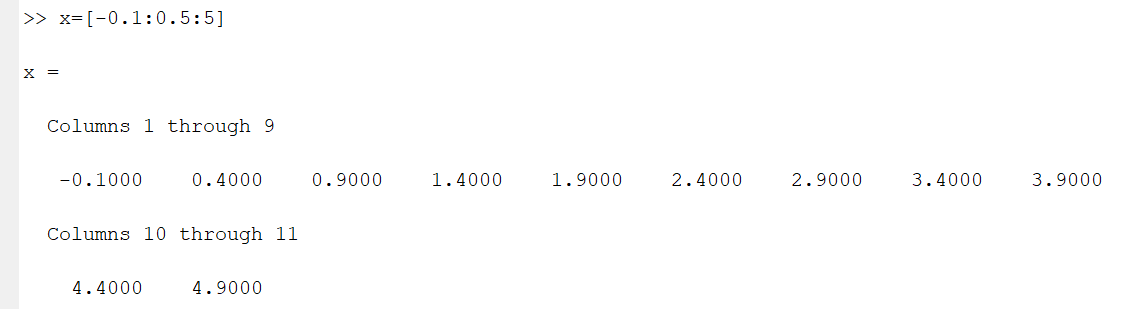 >> x=[-0.1:0.5:5]
x =
Columns 1 through 9
-0.1000 0.4000 0.9000 1.4000 1.9000 2.4000 2.9000 3.4000 3.9000
Columns 10 through 11
4.4000 4.9000